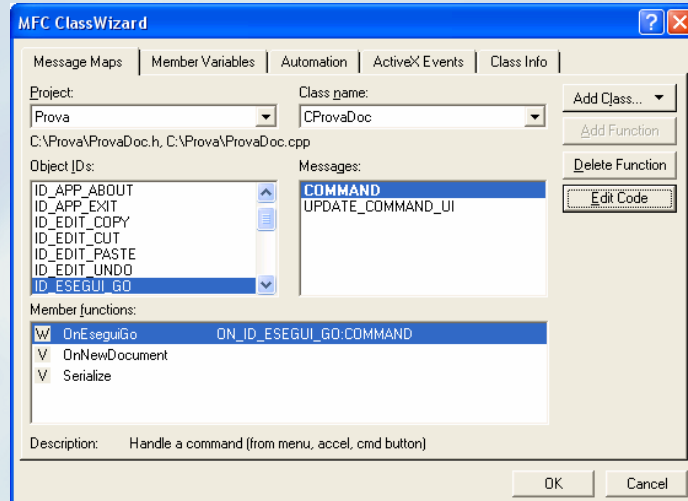 MFC ClassWizard
Message Maps Member Variables Automation ActiveX Events Class Info
Project: Class name:
Prova CProvaDoc
C:\Prova\ProvaDoc.h, C:\Prova\ProvaDoc.cpp
Add Class...
Add Function
Delete Function
Edit Code
Object IDs: Messages:
ID_APP_ABOUT
ID_APP_EXIT
ID_EDIT_COPY
ID_EDIT_CUT
ID_EDIT_PASTE
ID_EDIT_UNDO
ID_ESEGUI_GO
COMMAND
UPDATE_COMMAND_UI
Member functions:
W OnEseguiGo ON_ID_ESEGUI_GO:COMMAND
V OnNewDocument
V Serialize
Description: Handle a command (from menu, accel, cmd button)
OK Cancel